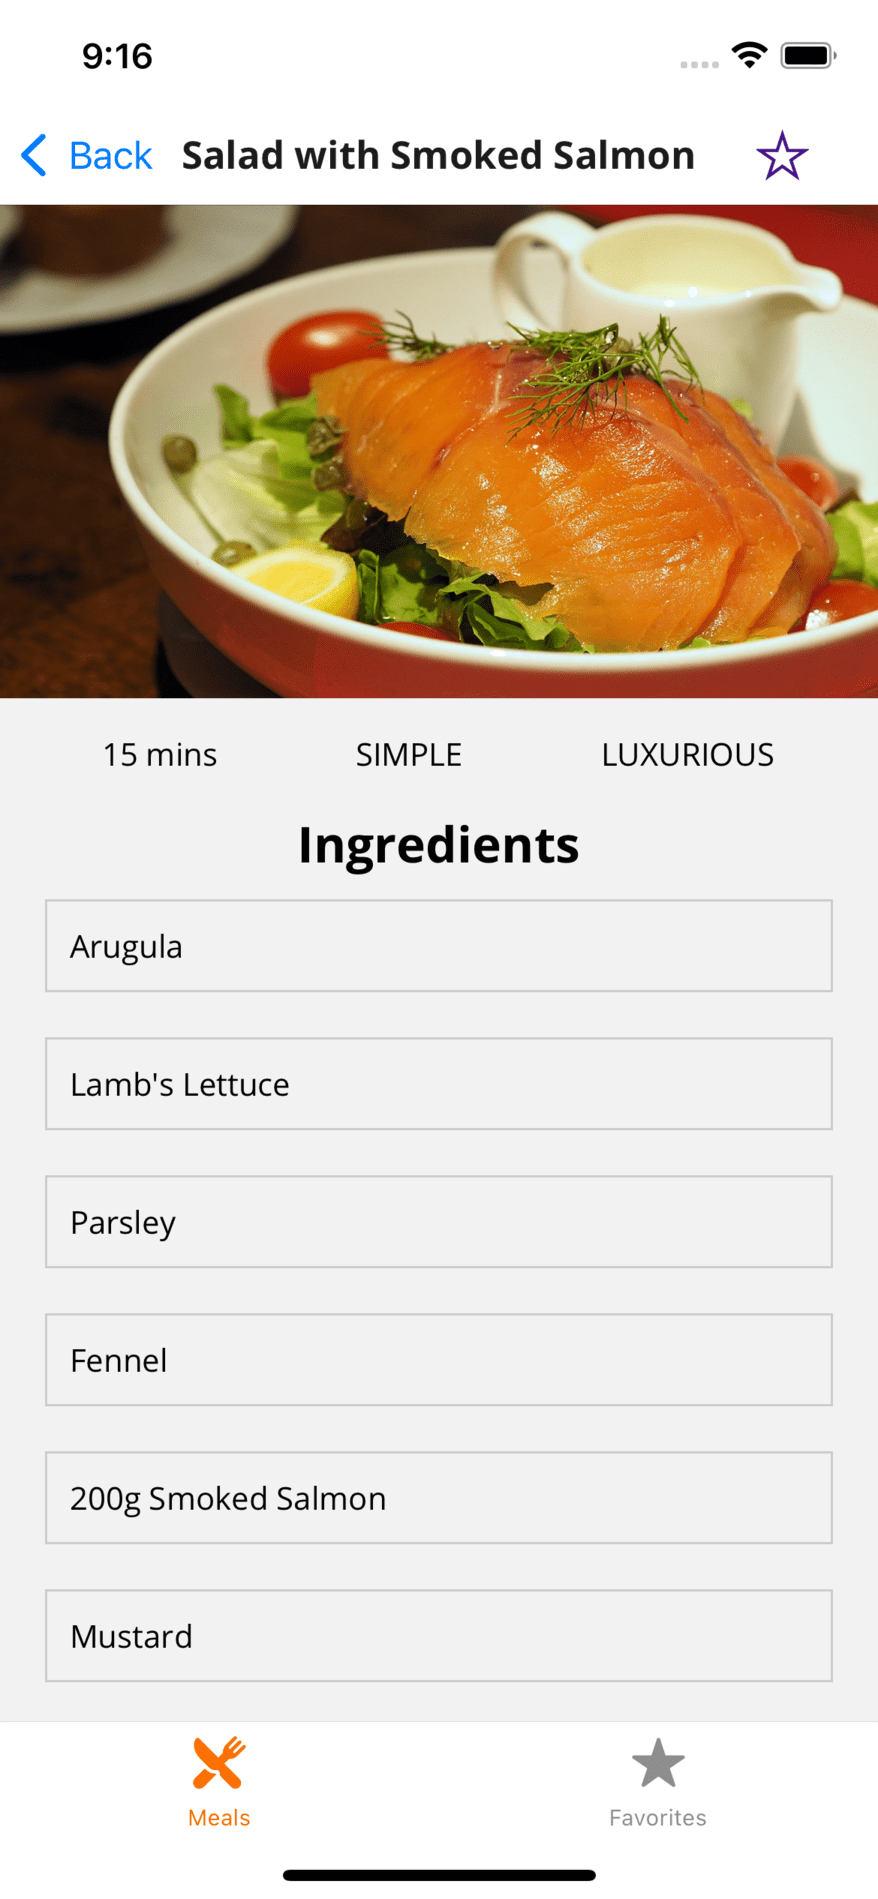 9:16
Back Salad with Smoked Salmon
15 mins SIMPLE LUXURIOUS
Ingredients
Arugula
Lamb's Lettuce
Parsley
Fennel
200g Smoked Salmon
Mustard
Meals Favorites